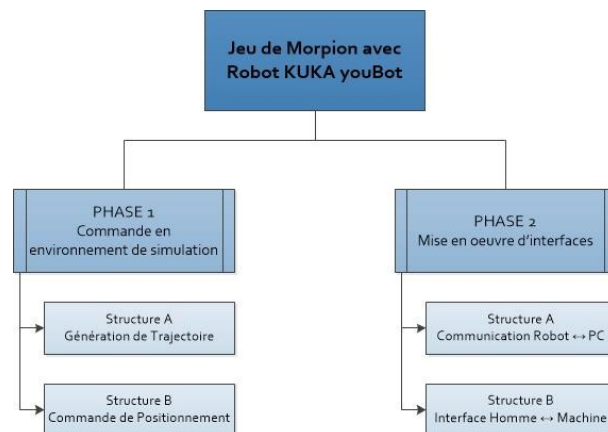 Jeu de Morpion avec
Robot KUKA youBot
PHASE 1
Commande en
environnement de simulation
Structure A
Génération de Trajectoire
Structure B
Commande de Positionnement
PHASE 2
Mise en oeuvre d'interfaces
Structure A
Communication Robot ↔ PC
Structure B
Interface Homme ↔ Machine